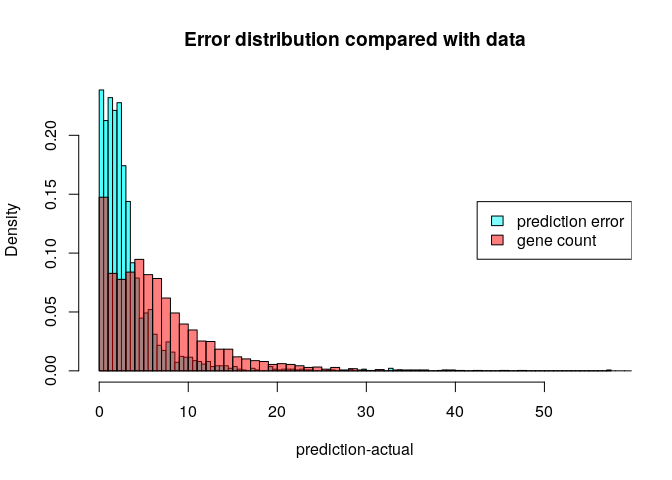 Error distribution compared with data
Density
0.20
0.15
0.10
0.05
0.00
prediction error
gene count
0 10 20 30 40 50
prediction-actual